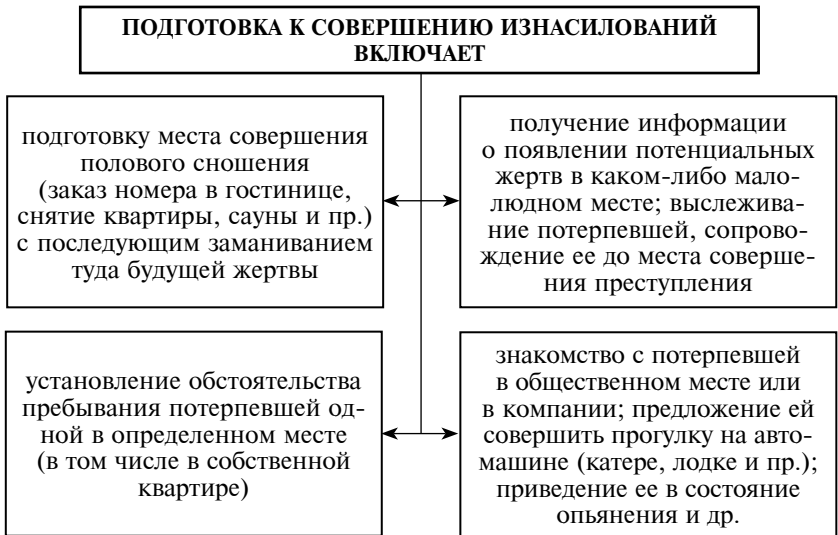 ПОДГОТОВКА К СОВЕРШЕНИЮ ИЗНАСИЛОВАНИЙ
ВКЛЮЧАЕТ
подготовку места совершения
полового сношения
(заказ номера в гостинице,
снятие квартиры, сауны и пр.)
с последующим заманиванием
туда будущей жертвы
получение информации
о появлении потенциальных
жертв в каком-либо мало-
людном месте; выслежива-
ние потерпевшей, сопрово-
ждение ее до места соверше-
ния преступления
установление обстоятельства
пребывания потерпевшей од-
ной в определенном месте
(в том числе в собственной
квартире)
знакомство с потерпевшей
в общественном месте или
в компании; предложение ей
совершить прогулку на авто-
машине (катере, лодке и пр.);
приведение ее в состояние
опьянения и др.